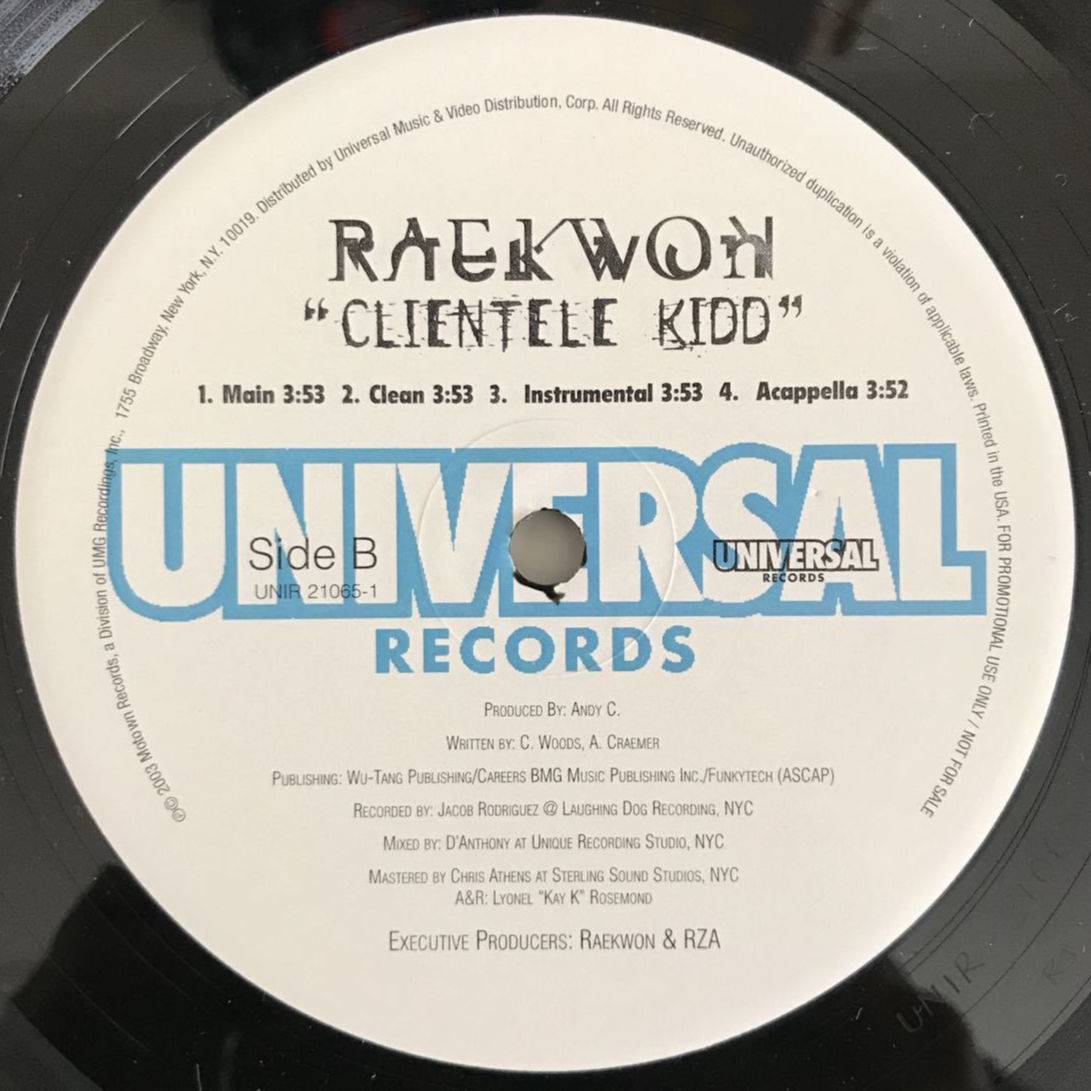 ℗© 2003 Motown Records, a Division of UMG Recordings, Inc., 1755 Broadway, New York, N.Y. 10019. Distributed by Universal Music & Video Distribution, Corp. All Rights Reserved. Unauthorized duplication is a violation of applicable laws. Printed in the USA. FOR PROMOTIONAL USE ONLY / NOT FOR SALE
RAEKWON
"CLIENTELE KIDD"
1. Main 3:53 2. Clean 3:53 3. Instrumental 3:53 4. Acappella 3:52
UNIVERSAL
RECORDS
Side B
UNIR 21065-1
UNIVERSAL
RECORDS
PRODUCED BY: ANDY C.
WRITTEN BY: C. WOODS, A. CRAEMER
PUBLISHING: WU-TANG PUBLISHING/CAREERS BMG MUSIC PUBLISHING INC./FUNKYTECH (ASCAP)
RECORDED BY: JACOB RODRIGUEZ @ LAUGHING DOG RECORDING, NYC
MIXED BY: D'ANTHONY AT UNIQUE RECORDING STUDIO, NYC
MASTERED BY CHRIS ATHENS AT STERLING SOUND STUDIOS, NYC
A&R: LYONEL "KAY K" ROSEMOND
EXECUTIVE PRODUCERS: RAEKWON & RZA
UNIR